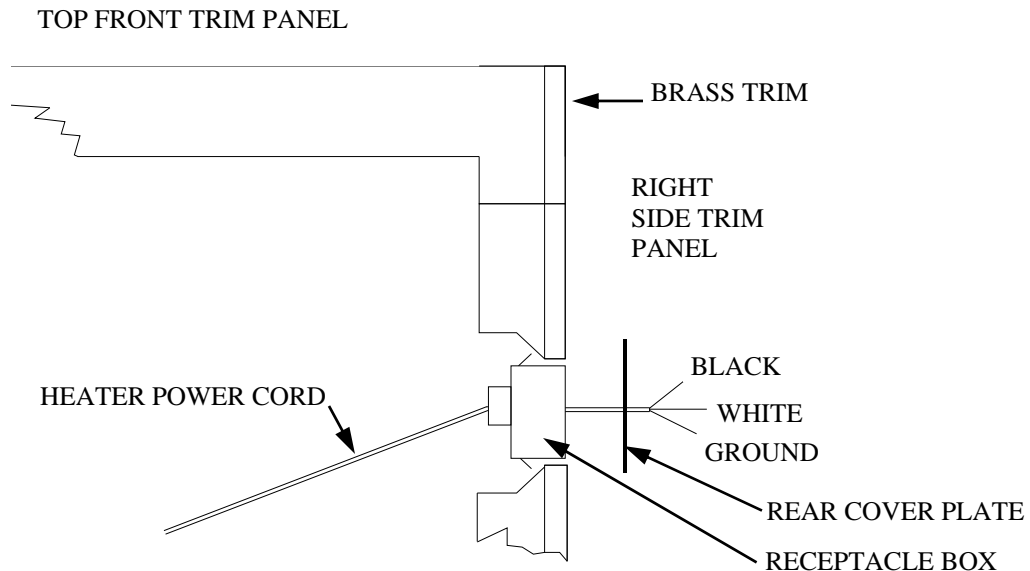 TOP FRONT TRIM PANEL
BRASS TRIM
RIGHT
SIDE TRIM
PANEL
HEATER POWER CORD
BLACK
WHITE
GROUND
REAR COVER PLATE
RECEPTACLE BOX